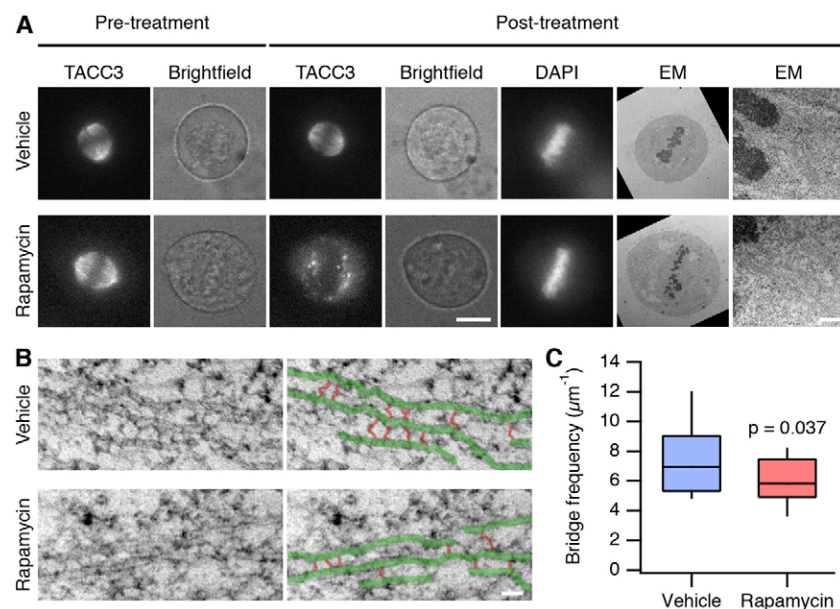 A
Pre-treatment Post-treatment
TACC3 Brightfield TACC3 Brightfield DAPI EM EM
Vehicle
Rapamycin
B
Vehicle
Rapamycin
C
Bridge frequency (µm⁻¹)
14
12
10
8
6
4
2
0
p = 0.037
Vehicle Rapamycin